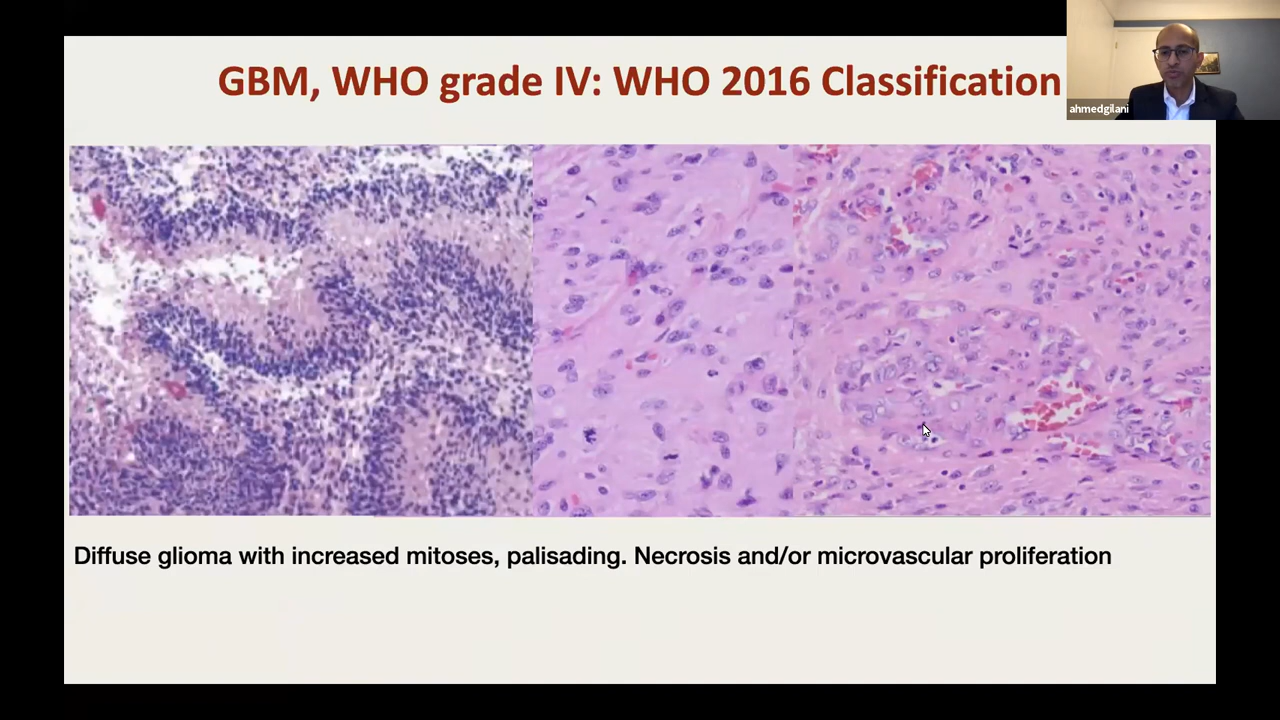 GBM, WHO grade IV: WHO 2016 Classification
ahmedgilani
Diffuse glioma with increased mitoses, palisading. Necrosis and/or microvascular proliferation